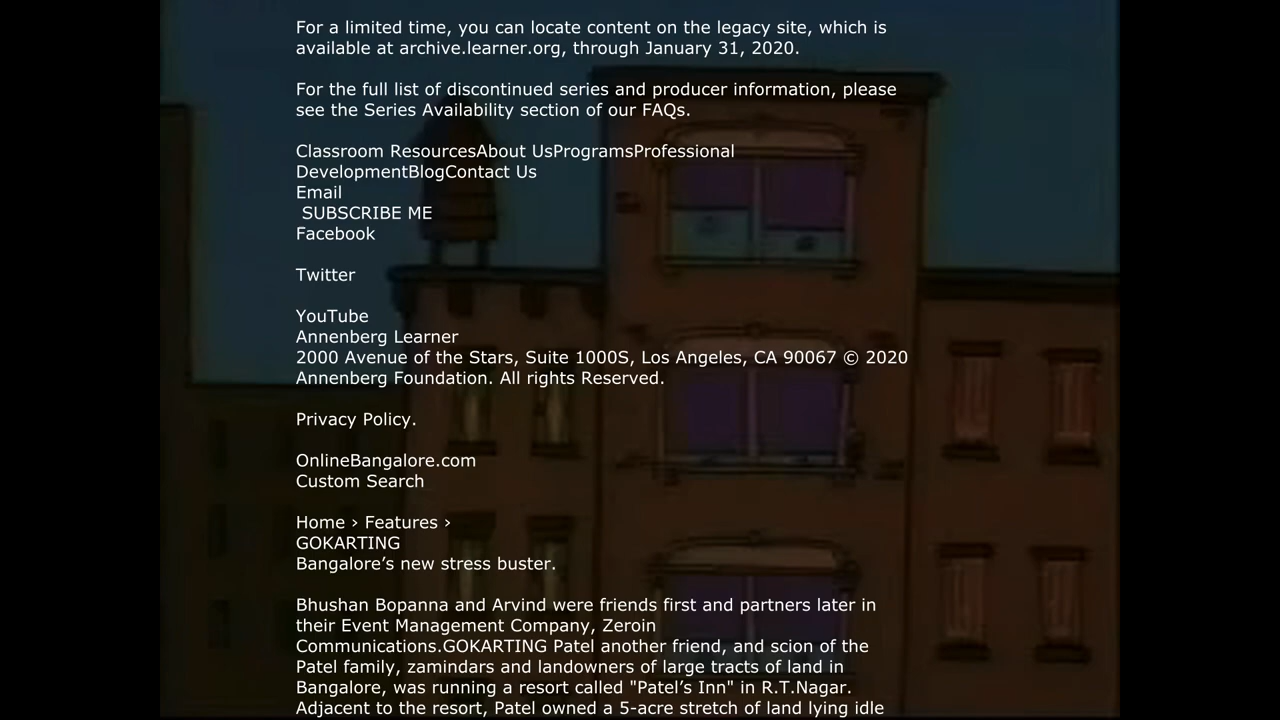 For a limited time, you can locate content on the legacy site, which is
available at archive.learner.org, through January 31, 2020.
For the full list of discontinued series and producer information, please
see the Series Availability section of our FAQs.
Classroom ResourcesAbout UsProgramsProfessional
DevelopmentBlogContact Us
Email
SUBSCRIBE ME
Facebook
Twitter
YouTube
Annenberg Learner
2000 Avenue of the Stars, Suite 1000S, Los Angeles, CA 90067 © 2020
Annenberg Foundation. All rights Reserved.
Privacy Policy.
OnlineBangalore.com
Custom Search
Home › Features ›
GOKARTING
Bangalore’s new stress buster.
Bhushan Bopanna and Arvind were friends first and partners later in
their Event Management Company, Zeroin
Communications.GOKARTING Patel another friend, and scion of the
Patel family, zamindars and landowners of large tracts of land in
Bangalore, was running a resort called "Patel’s Inn" in R.T.Nagar.
Adjacent to the resort, Patel owned a 5-acre stretch of land lying idle